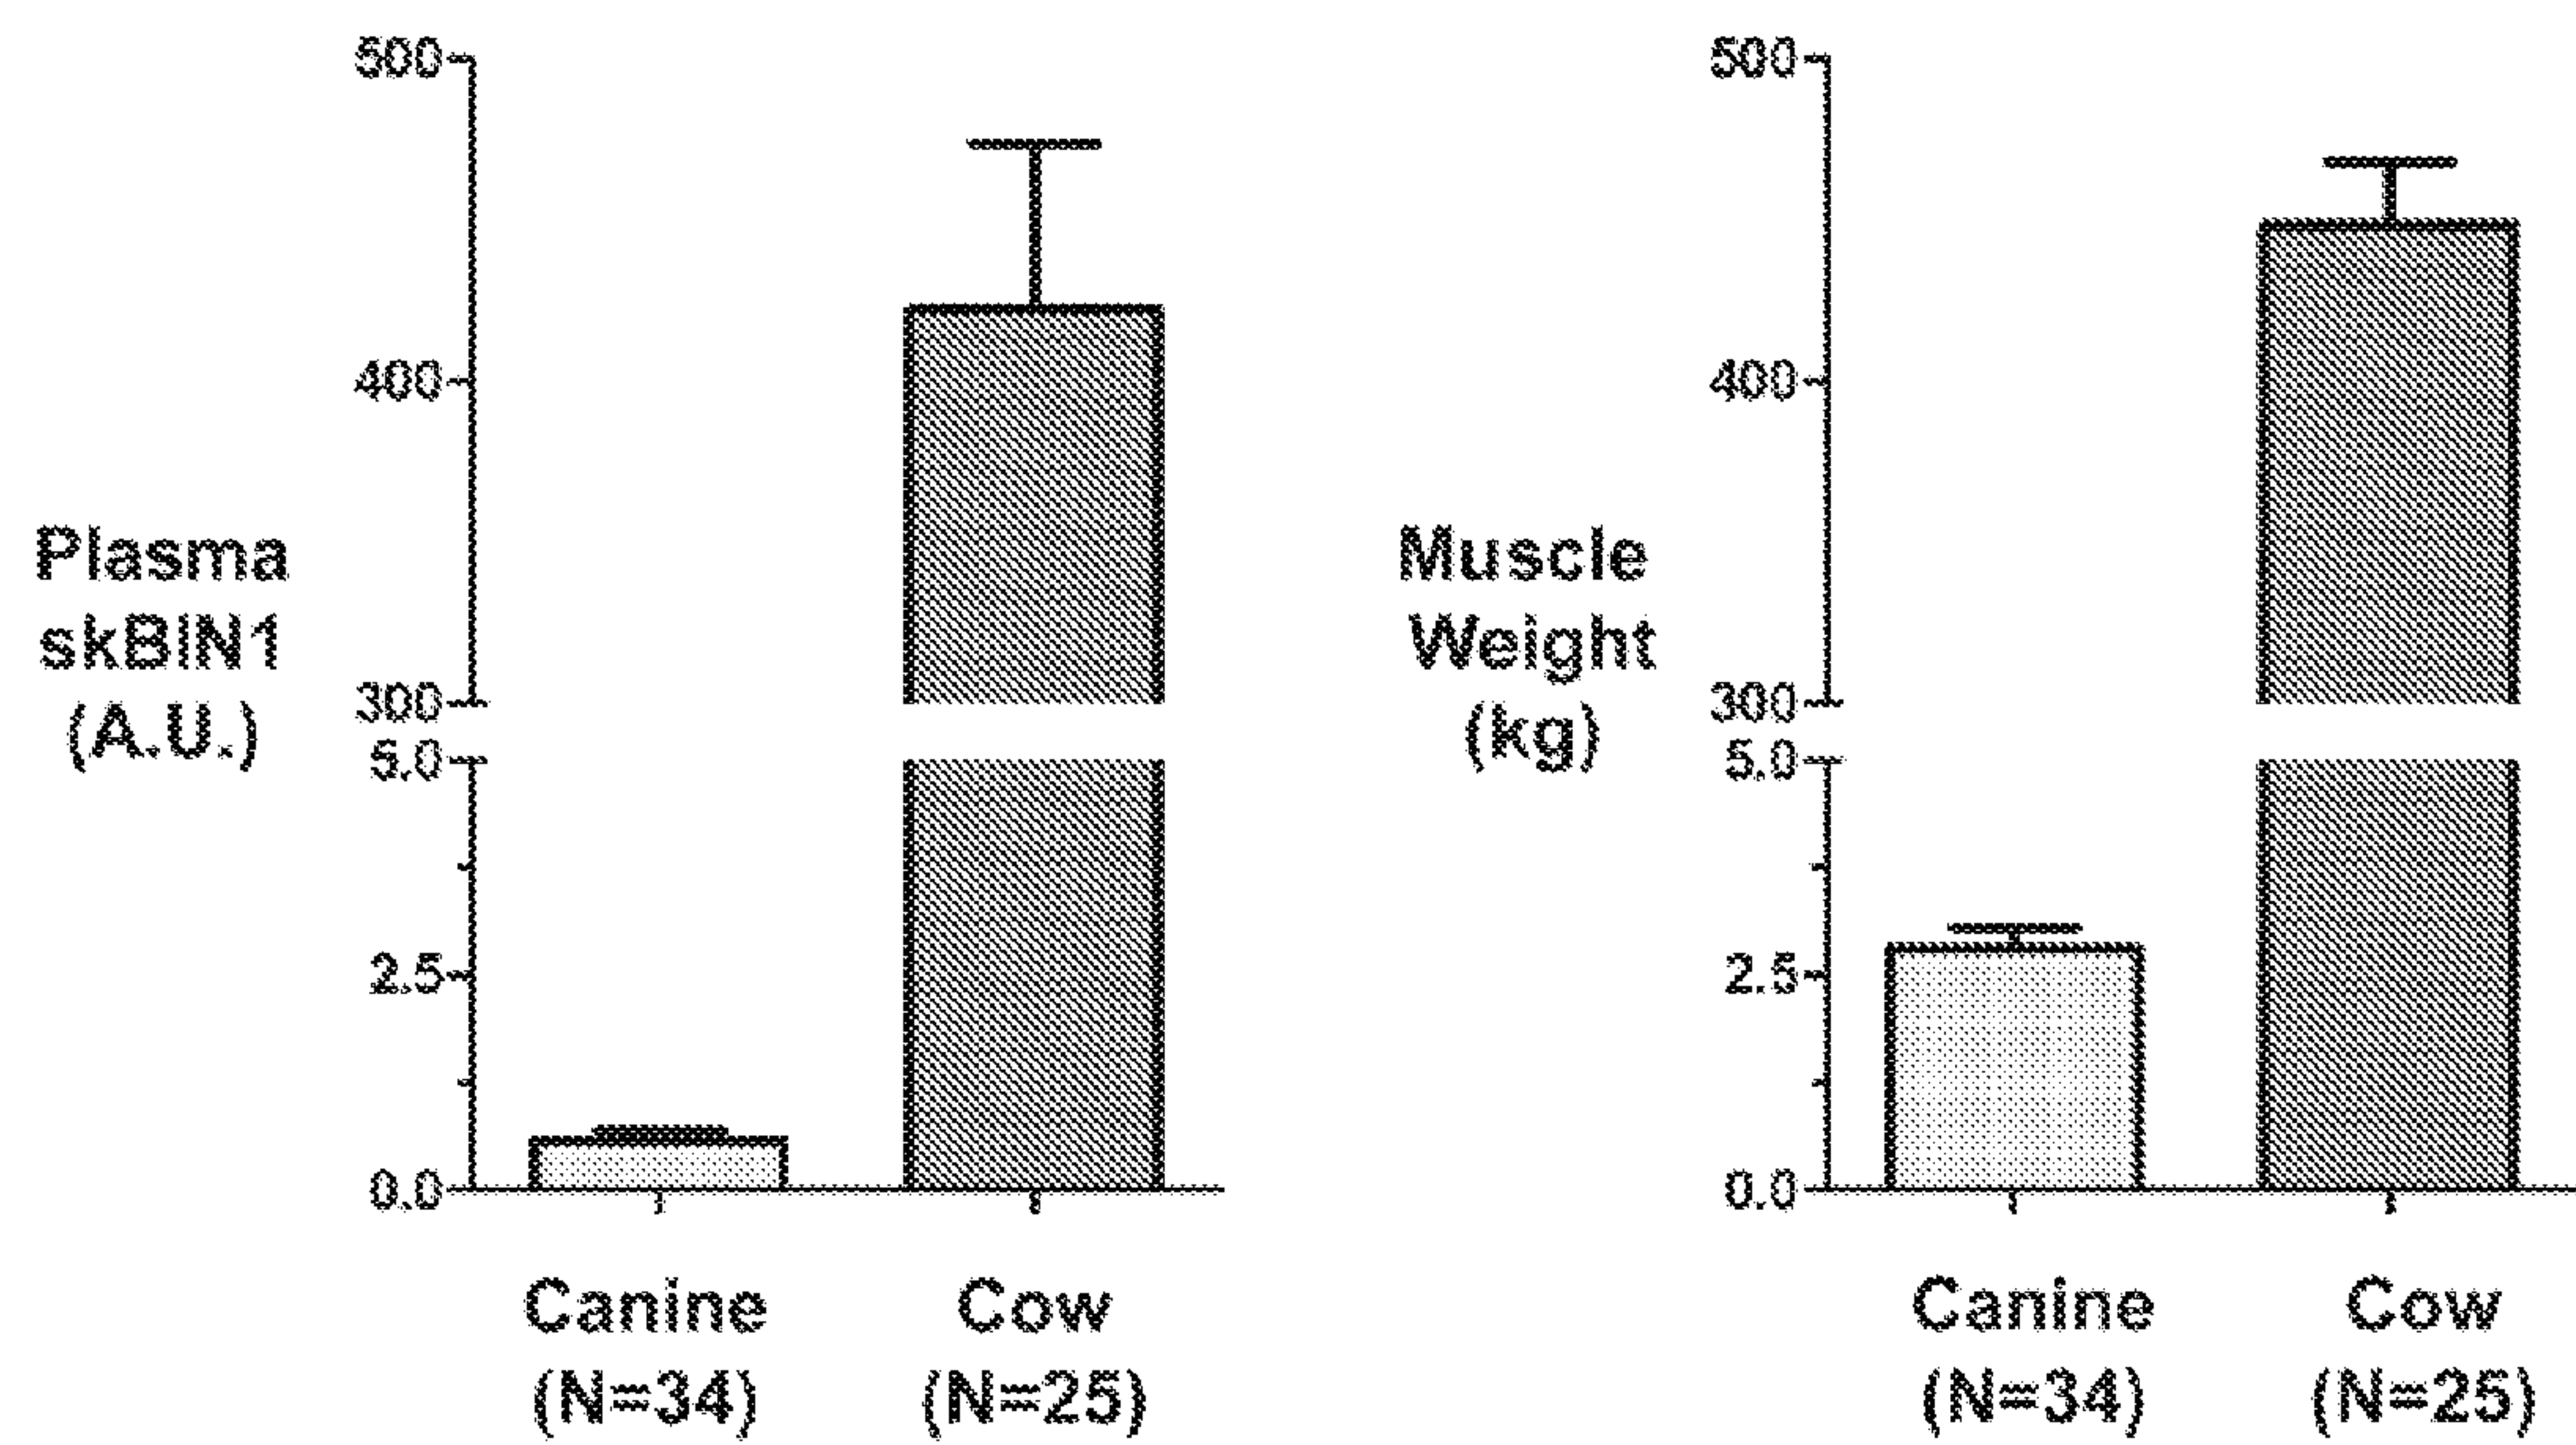 500
400
300
5.0
2.5
0.0
Plasma
skBIN1
(A.U.)
Canine
(N=34)
Cow
(N=25)
500
400
300
5.0
2.5
0.0
Muscle
Weight
(kg)
Canine
(N=34)
Cow
(N=25)